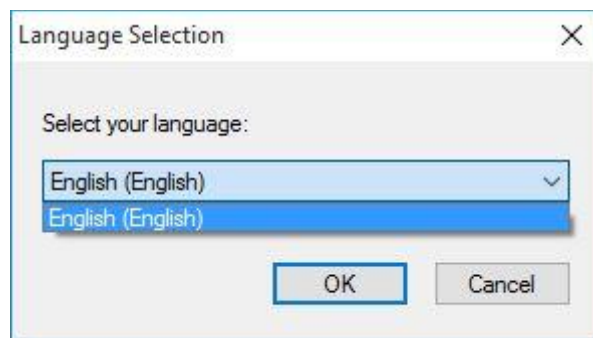 Language Selection
Select your language:
English (English)
English (English)
OK Cancel